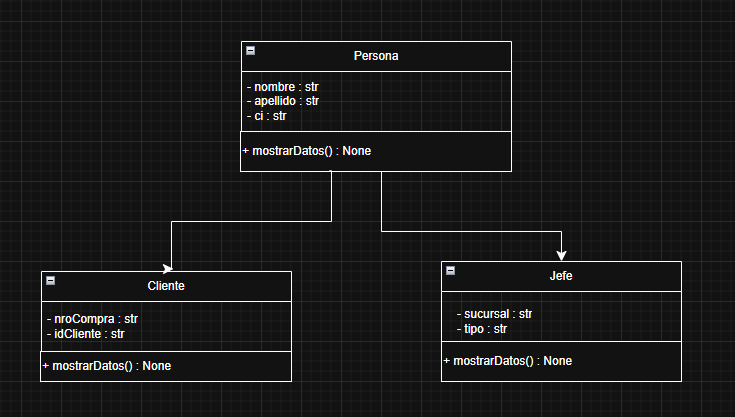 Persona
- nombre : str
- apellido : str
- ci : str
+ mostrarDatos() : None
Cliente
- nroCompra : str
- idCliente : str
+ mostrarDatos() : None
Jefe
- sucursal : str
- tipo : str
+ mostrarDatos() : None